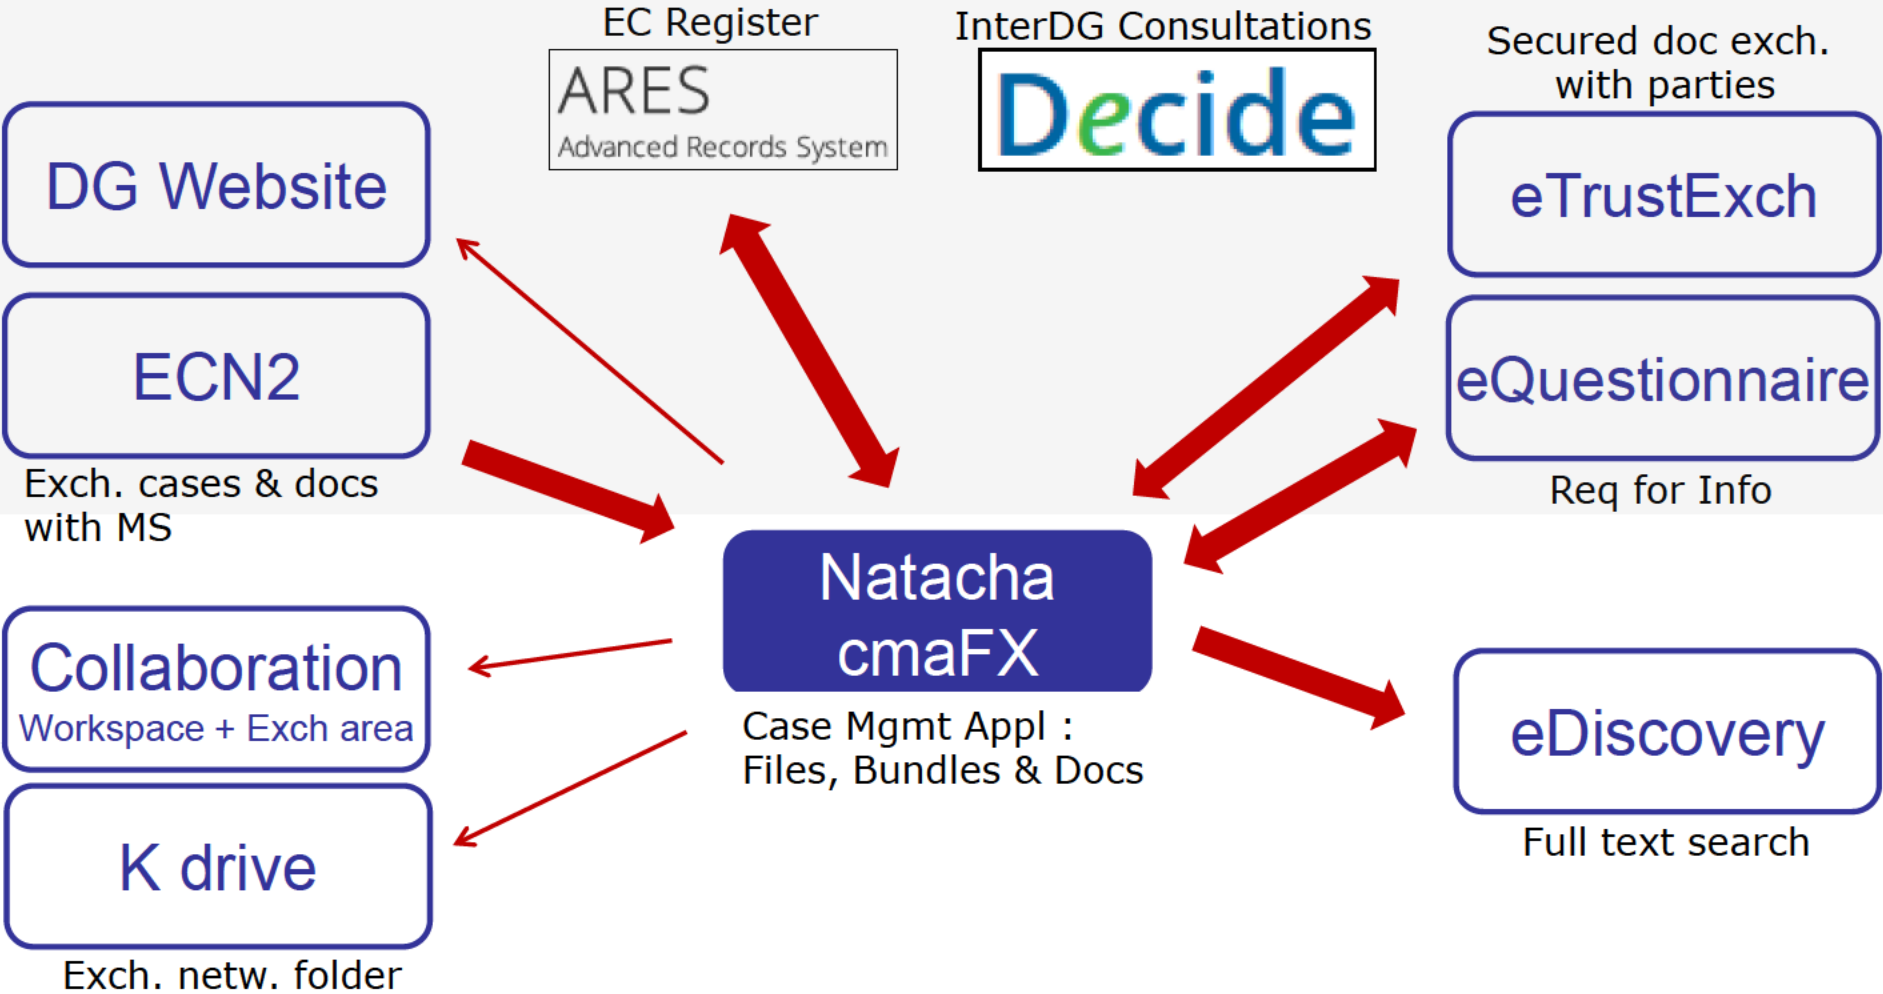 EC Register
ARES
Advanced Records System
InterDG Consultations
Decide
Secured doc exch.
with parties
eTrustExch
eQuestionnaire
Req for Info
DG Website
ECN2
Exch. cases & docs
with MS
Natacha
cmaFX
Case Mgmt Appl :
Files, Bundles & Docs
Collaboration
Workspace + Exch area
K drive
Exch. netw. folder
eDiscovery
Full text search